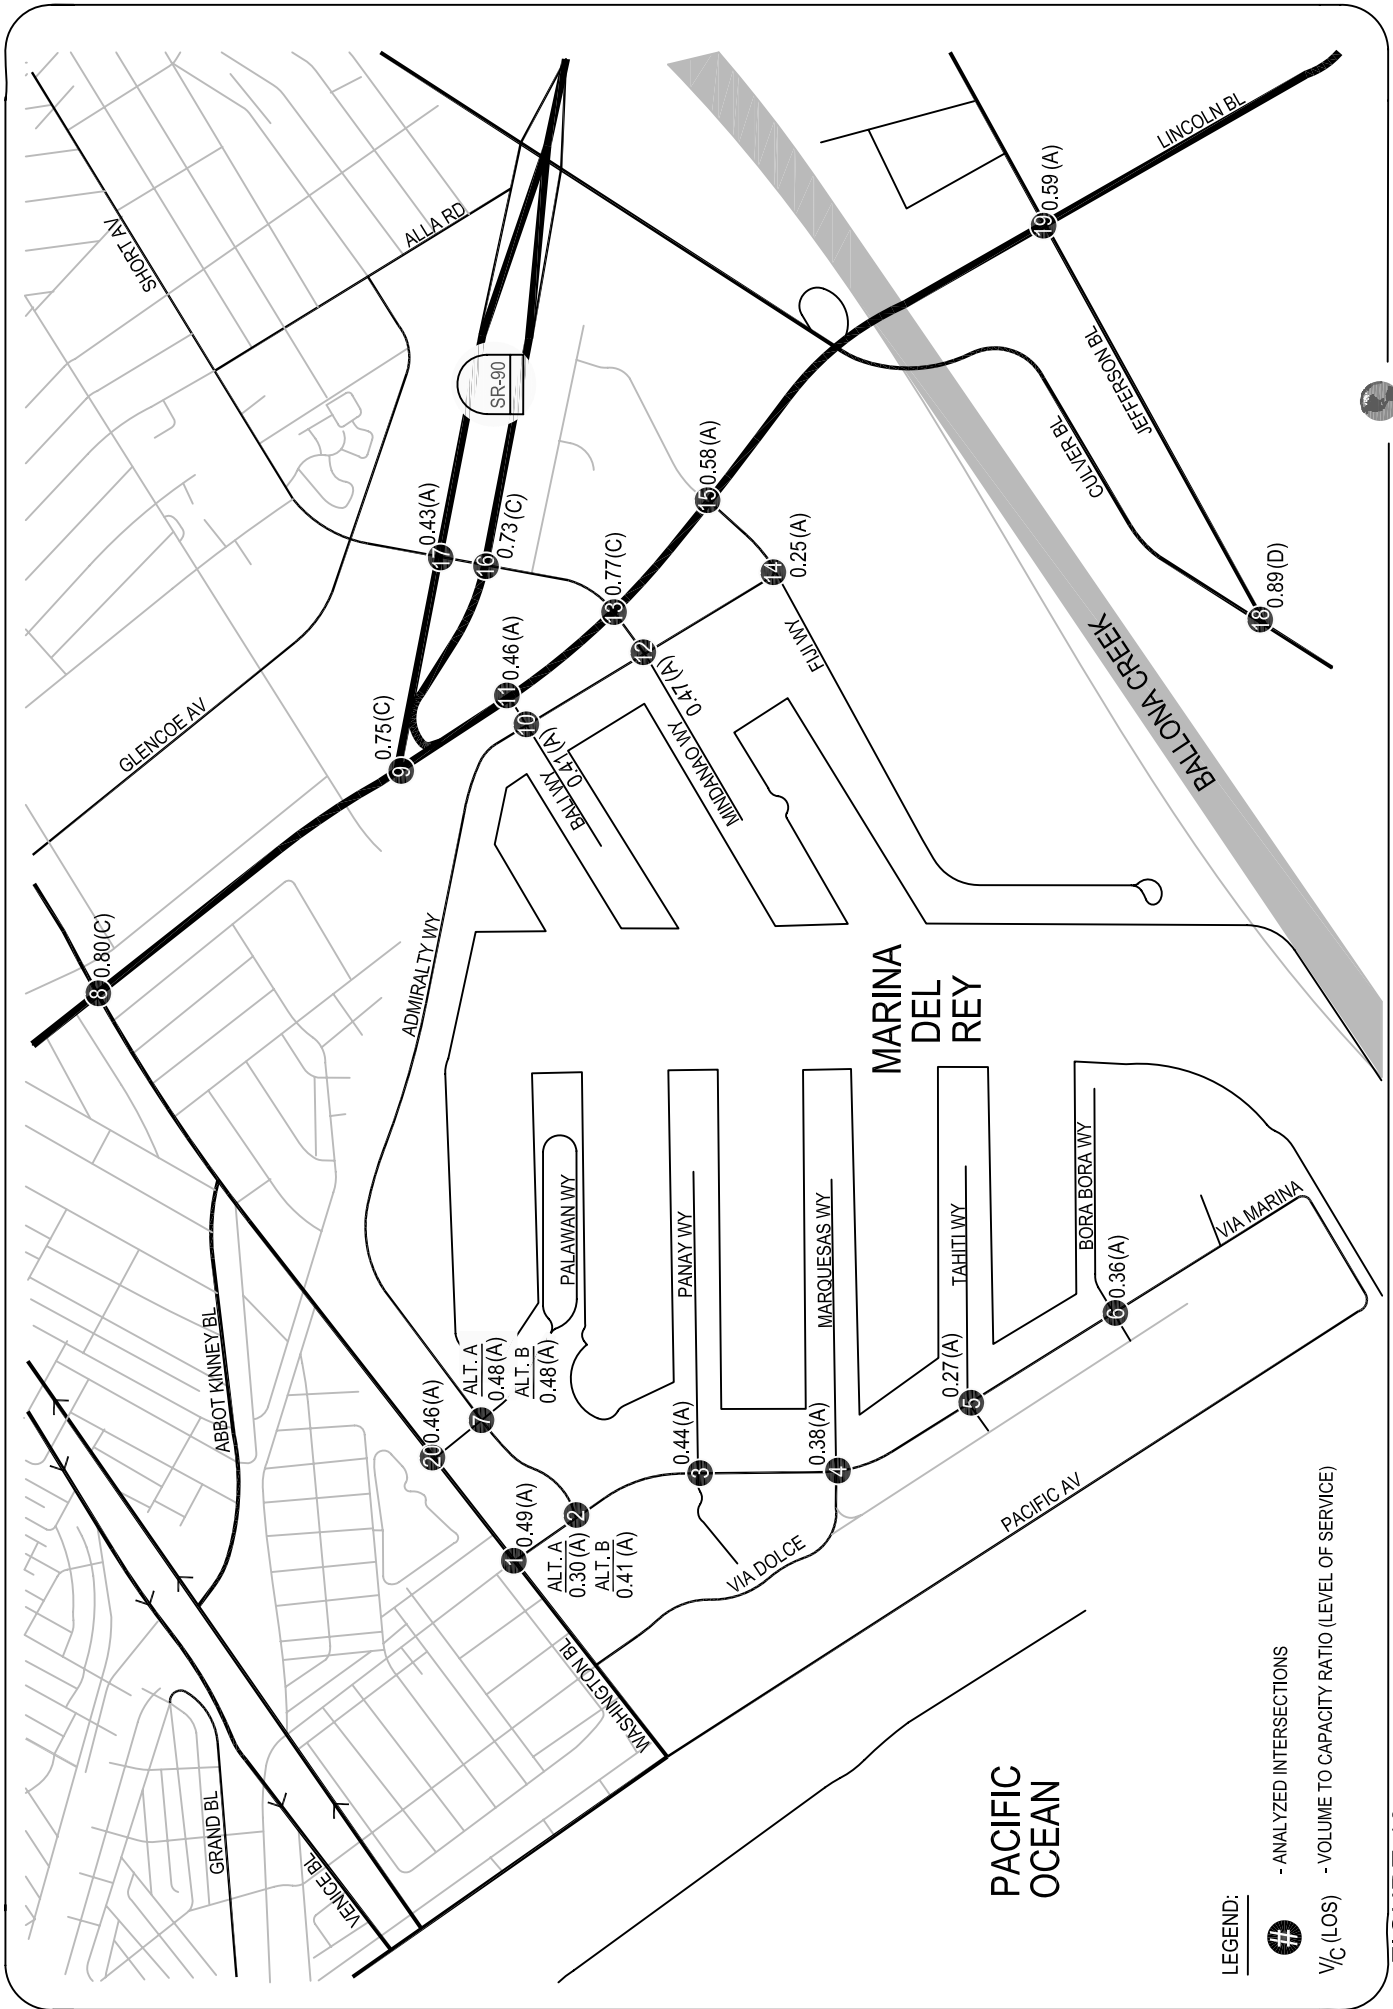 GRAND BL
VENICE BL
ABBOT KINNEY BL
WASHINGTON BL
GLENCOE AV
SHORT AV
ALLA RD
SR-90
ADMIRALTY WY
BALI WY
MINDANAO WY
FIJI WY
PALAWAN WY
PANAY WY
MARQUESAS WY
TAHITI WY
BORA BORA WY
VIA MARINA
VIA DOLCE
PACIFIC AV
CULVER BL
JEFFERSON BL
LINCOLN BL
BALLONA CREEK
MARINA
DEL
REY
PACIFIC
OCEAN
1 0.49 (A)
2
ALT. A
0.30 (A)
ALT. B
0.41 (A)
3 0.44 (A)
4 0.38 (A)
5 0.27 (A)
6 0.36 (A)
7
ALT. A
0.48 (A)
ALT. B
0.48 (A)
8 0.80 (C)
9 0.75 (C)
10 0.41 (A)
11 0.46 (A)
12 0.47 (A)
13 0.77 (C)
14 0.25 (A)
15 0.58 (A)
16 0.73 (C)
17 0.43 (A)
18 0.89 (D)
19 0.59 (A)
20 0.46 (A)
LEGEND:
# - ANALYZED INTERSECTIONS
V/C (LOS) - VOLUME TO CAPACITY RATIO (LEVEL OF SERVICE)